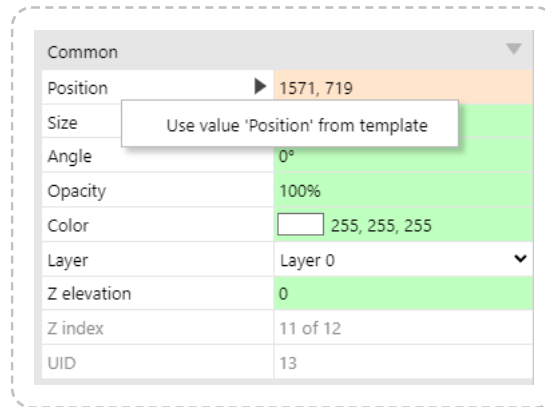 Common
Position 1571, 719
Use value 'Position' from template
Size
Angle 0°
Opacity 100%
Color 255, 255, 255
Layer Layer 0
Z elevation 0
Z index 11 of 12
UID 13